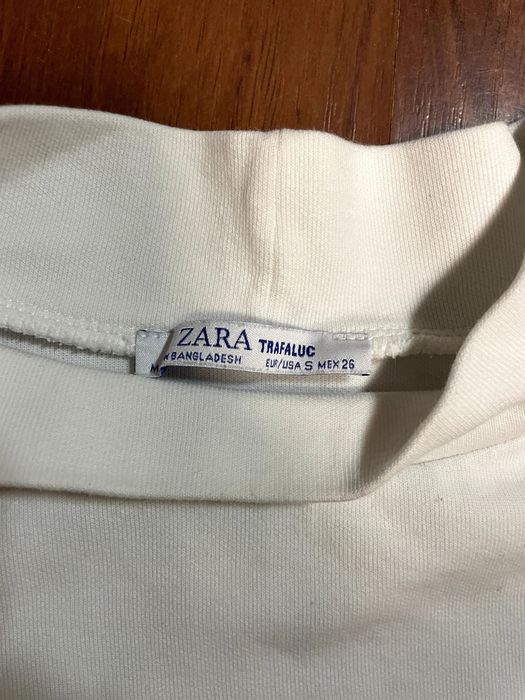 ZARA TRAFALUC
BANGLADESH EUR/USA S MEX 26